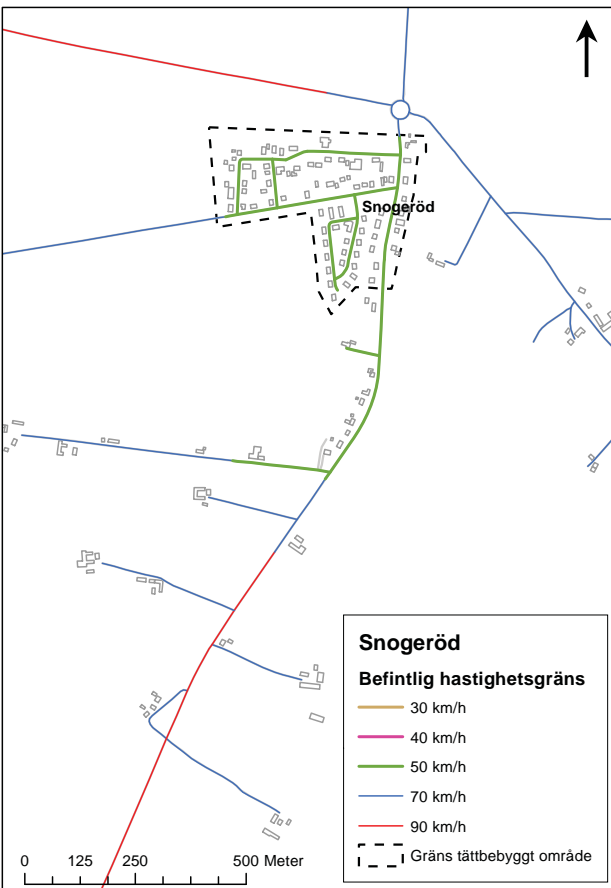 Snogeröd
Snogeröd
Befintlig hastighetsgräns
30 km/h
40 km/h
50 km/h
70 km/h
90 km/h
Gräns tättbebyggt område
0 125 250 500 Meter